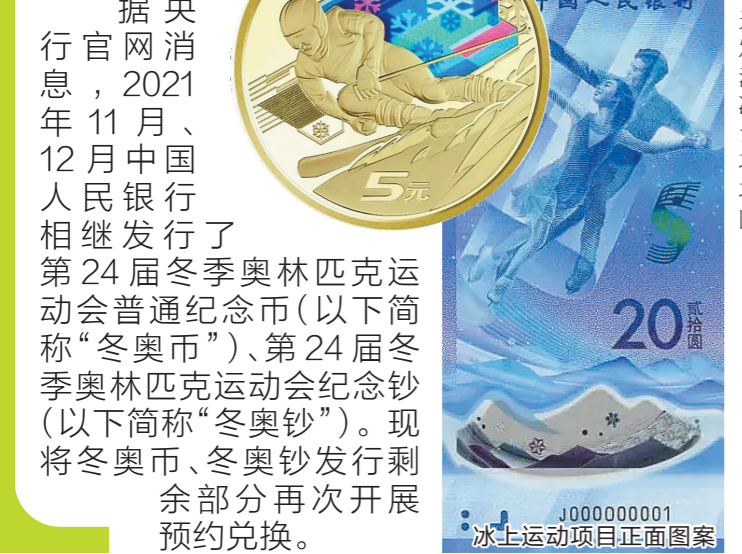 据央
行官网消
息，2021
年11月、
12月中国
人民银行
相继发行了
第24届冬季奥林匹克运
动会普通纪念币(以下简
称“冬奥币”)、第24届冬
季奥林匹克运动会纪念钞
(以下简称“冬奥钞”)。现
将冬奥币、冬奥钞发行剩
余部分再次开展
预约兑换。
5元
中国人民银行
20
贰拾圆
J000000001
冰上运动项目正面图案